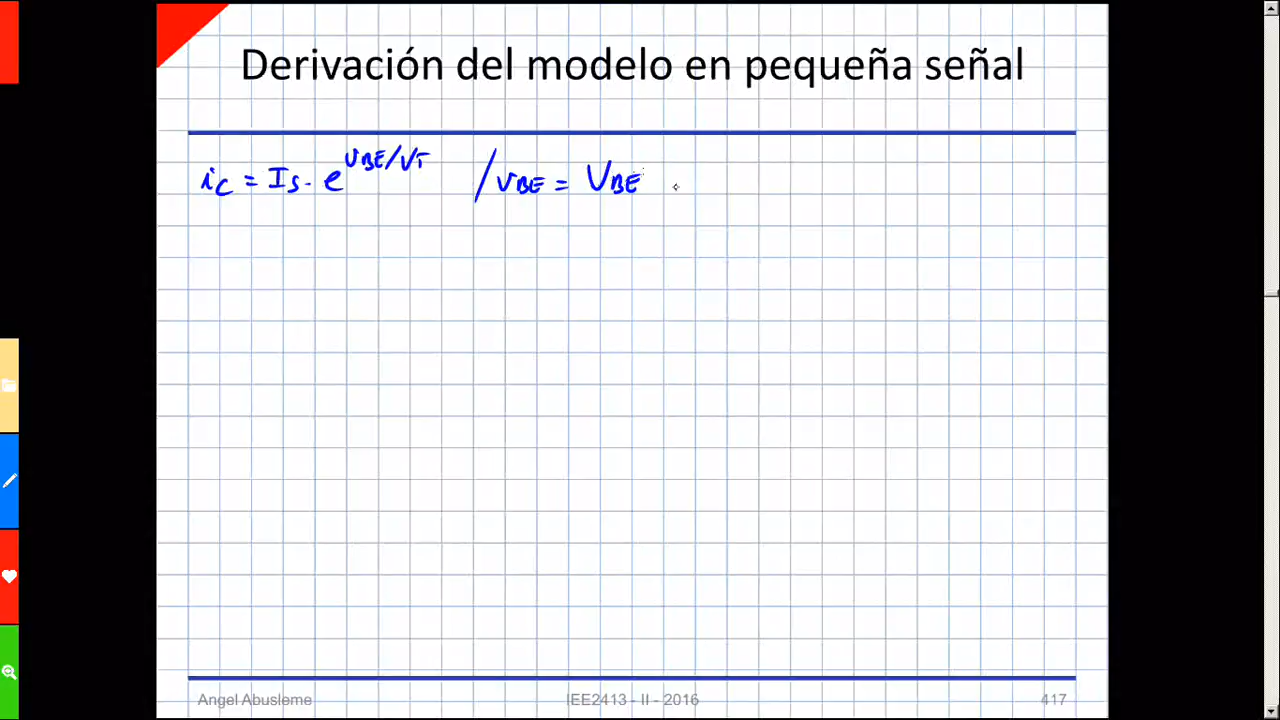 Derivación del modelo en pequeña señal
ic = Is · e^vBE/VT /vBE = VBE
Angel Abusleme IEE2413 - II - 2016 417